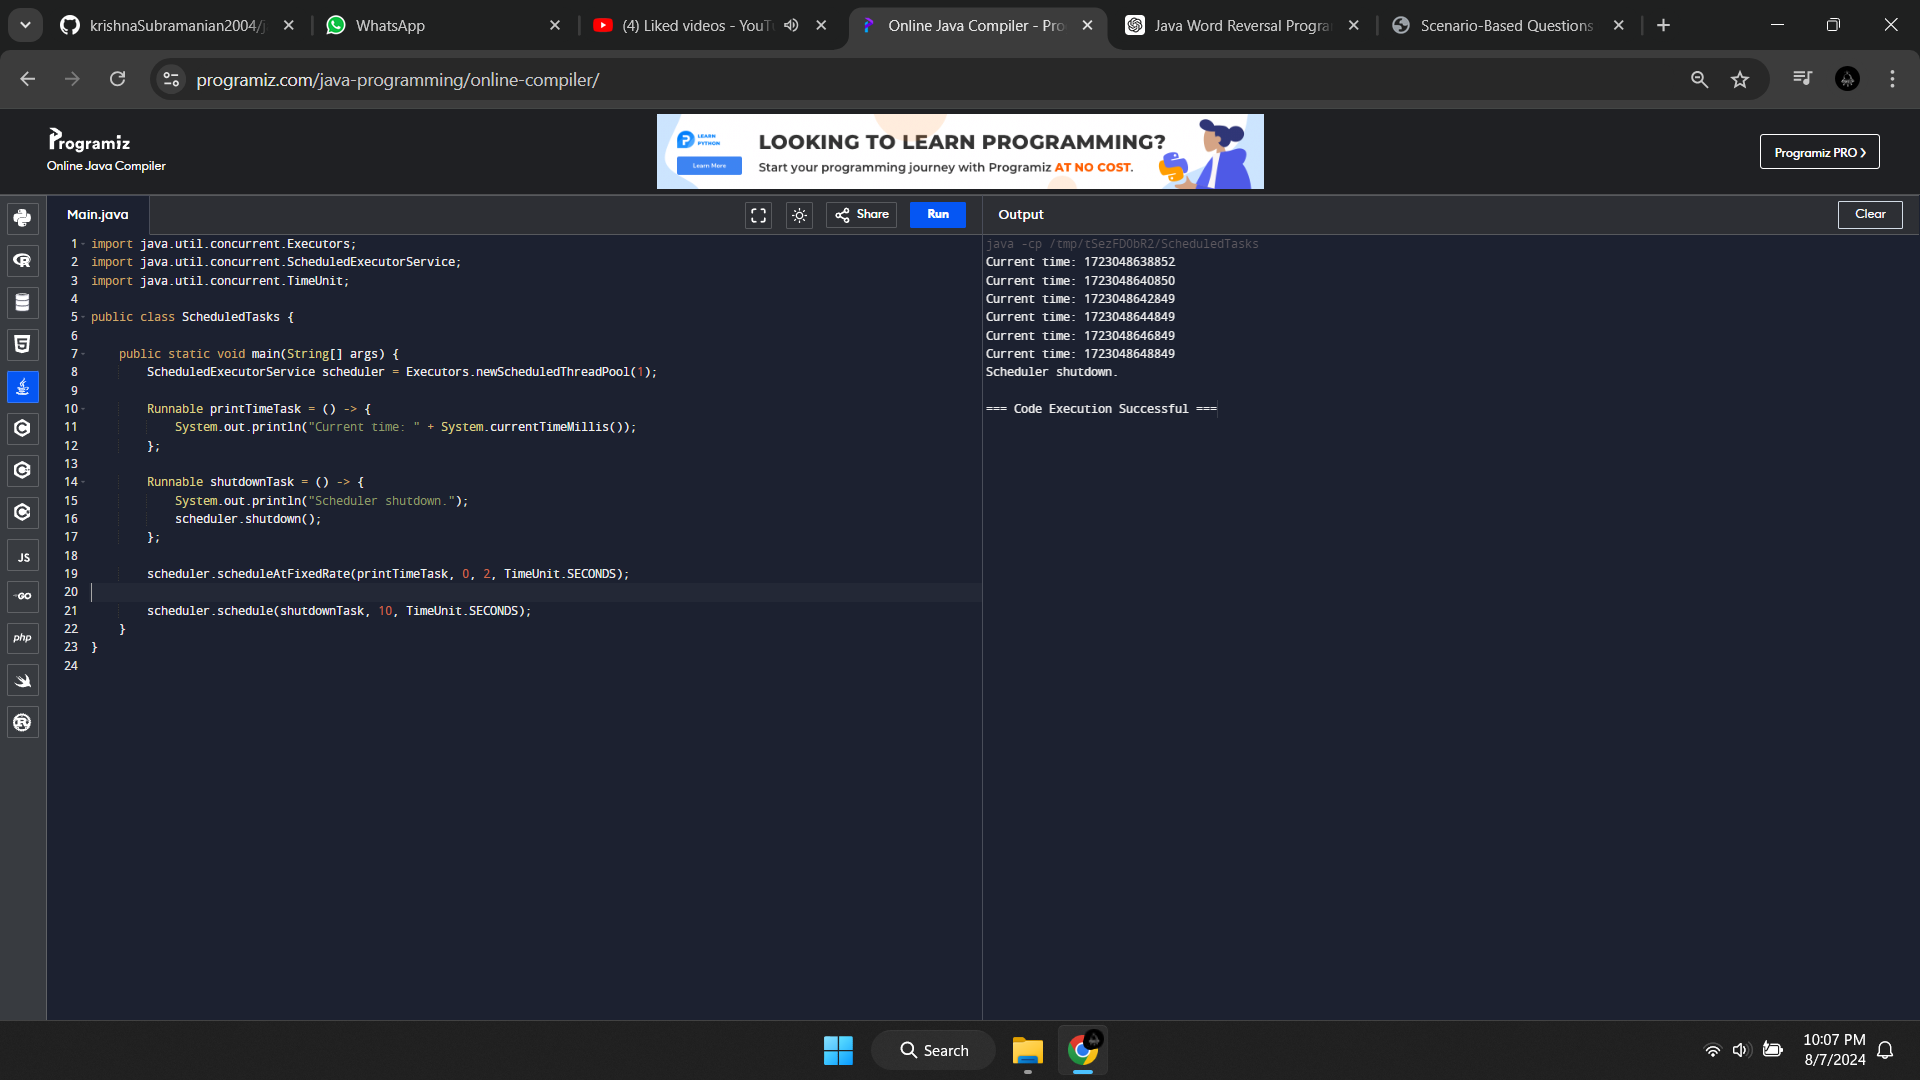 krishnaSubramanian2004/j
WhatsApp
(4) Liked videos - YouTu
Online Java Compiler - Pro
Java Word Reversal Progra
Scenario-Based Questions
programiz.com/java-programming/online-compiler/
Programiz
Online Java Compiler
LEARN
PYTHON
Learn More
LOOKING TO LEARN PROGRAMMING?
Start your programming journey with Programiz AT NO COST.
Programiz PRO
Main.java
Share
Run
Output
Clear
1 import java.util.concurrent.Executors;
2 import java.util.concurrent.ScheduledExecutorService;
3 import java.util.concurrent.TimeUnit;
4
5 public class ScheduledTasks {
6
7 public static void main(String[] args) {
8 ScheduledExecutorService scheduler = Executors.newScheduledThreadPool(1);
9
10 Runnable printTimeTask = () -> {
11 System.out.println("Current time: " + System.currentTimeMillis());
12 };
13
14 Runnable shutdownTask = () -> {
15 System.out.println("Scheduler shutdown.");
16 scheduler.shutdown();
17 };
18
19 scheduler.scheduleAtFixedRate(printTimeTask, 0, 2, TimeUnit.SECONDS);
20
21 scheduler.schedule(shutdownTask, 10, TimeUnit.SECONDS);
22 }
23 }
24
java -cp /tmp/tSezFDObR2/ScheduledTasks
Current time: 1723048638852
Current time: 1723048640850
Current time: 1723048642849
Current time: 1723048644849
Current time: 1723048646849
Current time: 1723048648849
Scheduler shutdown.
=== Code Execution Successful ===
JS
GO
php
Search
10:07 PM
8/7/2024